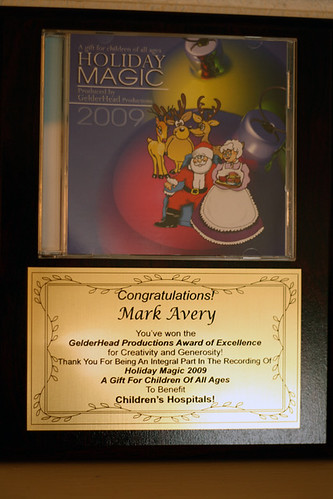 A gift for children of all ages
HOLIDAY
MAGIC
Produced by
GelderHead Productions
2009
Congratulations!
Mark Avery
You've won the
GelderHead Productions Award of Excellence
for Creativity and Generosity!
Thank You For Being An Integral Part In The Recording Of
Holiday Magic 2009
A Gift For Children Of All Ages
To Benefit
Children's Hospitals!